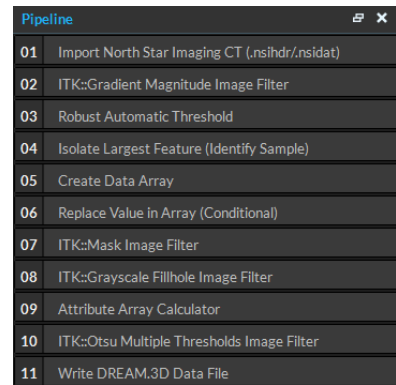 Pipeline
01 Import North Star Imaging CT (.nsihdr/.nsidat)
02 ITK::Gradient Magnitude Image Filter
03 Robust Automatic Threshold
04 Isolate Largest Feature (Identify Sample)
05 Create Data Array
06 Replace Value in Array (Conditional)
07 ITK::Mask Image Filter
08 ITK::Grayscale Fillhole Image Filter
09 Attribute Array Calculator
10 ITK::Otsu Multiple Thresholds Image Filter
11 Write DREAM.3D Data File